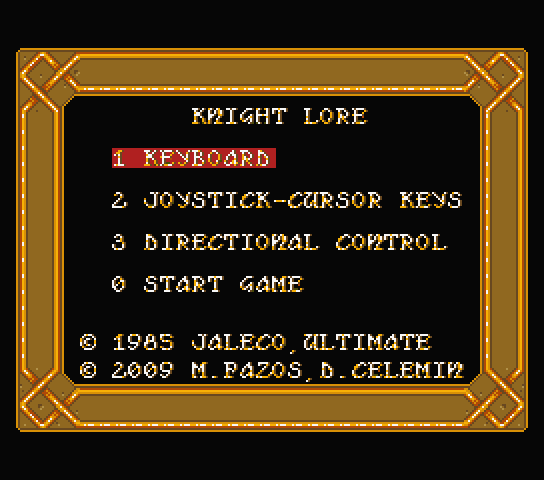 KNIGHT LORE
1 KEYBOARD
2 JOYSTICK-CURSOR KEYS
3 DIRECTIONAL CONTROL
0 START GAME
© 1985 JALECO,ULTIMATE
© 2009 M.PAZOS,D.CELEMIN